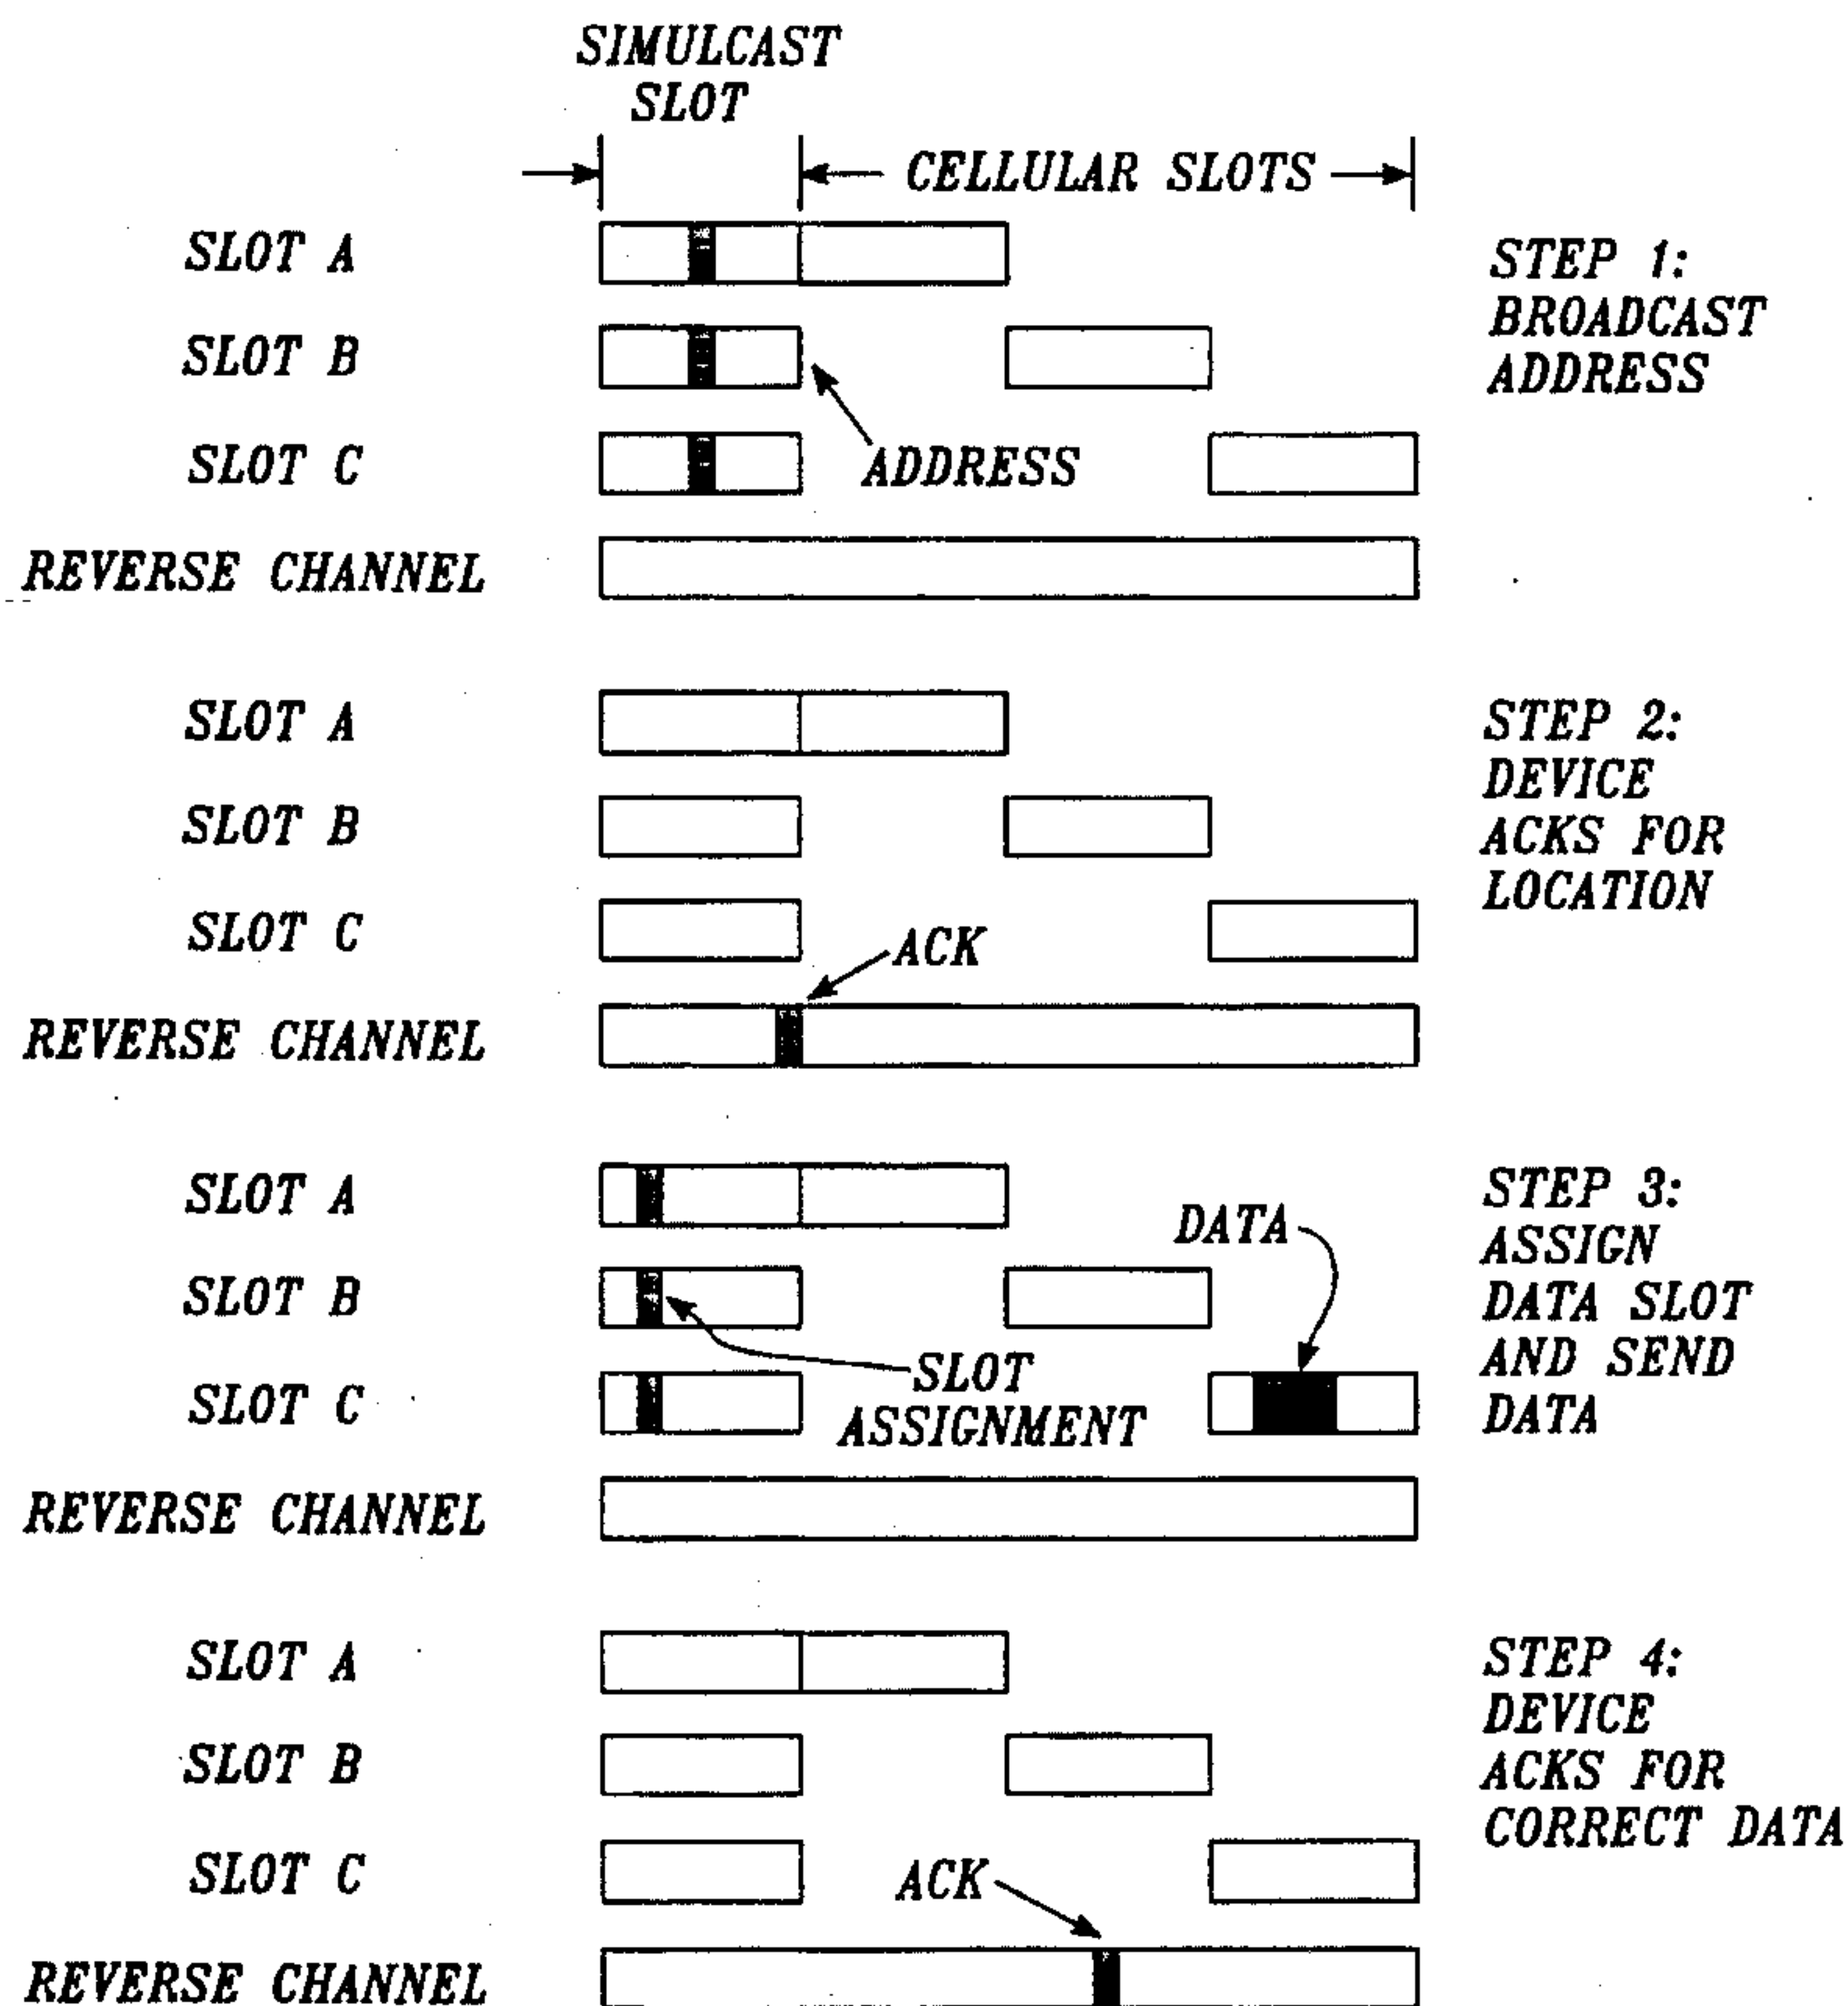 SIMULCAST
SLOT
CELLULAR SLOTS
SLOT A
SLOT B
SLOT C
REVERSE CHANNEL
ADDRESS
STEP 1:
BROADCAST
ADDRESS
SLOT A
SLOT B
SLOT C
REVERSE CHANNEL
ACK
STEP 2:
DEVICE
ACKS FOR
LOCATION
SLOT A
SLOT B
SLOT C
REVERSE CHANNEL
DATA
SLOT
ASSIGNMENT
STEP 3:
ASSIGN
DATA SLOT
AND SEND
DATA
SLOT A
SLOT B
SLOT C
REVERSE CHANNEL
ACK
STEP 4:
DEVICE
ACKS FOR
CORRECT DATA